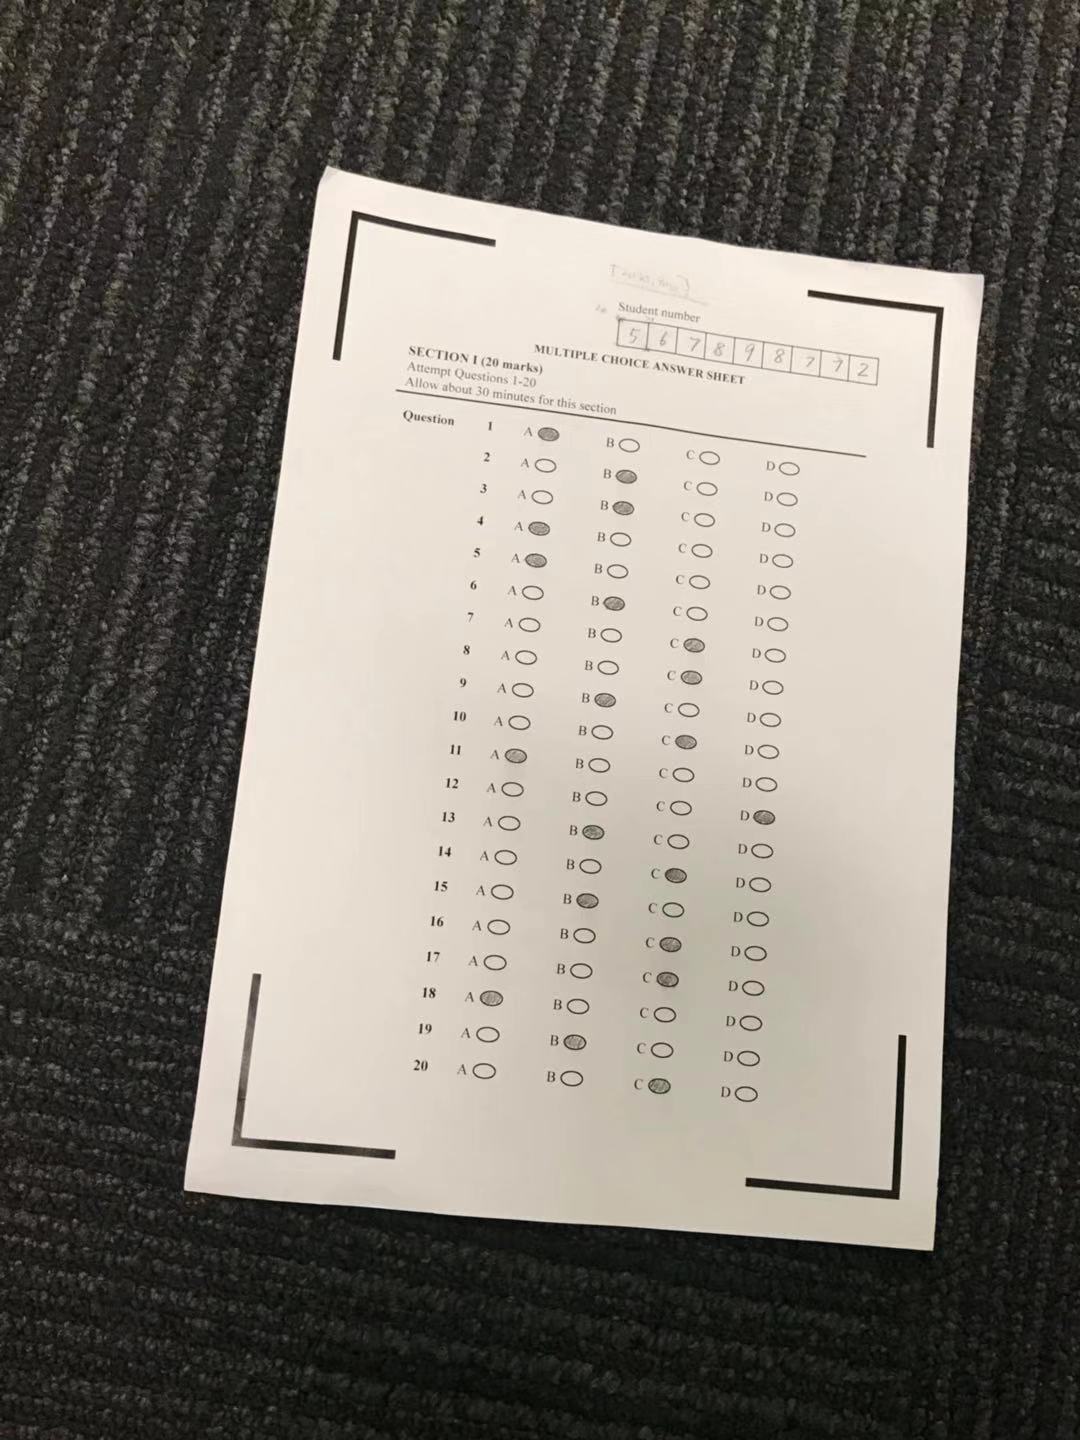 Student number
5 6 7 8 9 8 7 7 2
MULTIPLE CHOICE ANSWER SHEET
SECTION I (20 marks)
Attempt Questions 1-20
Allow about 30 minutes for this section
Question 1 A B C D
2 A B C D
3 A B C D
4 A B C D
5 A B C D
6 A B C D
7 A B C D
8 A B C D
9 A B C D
10 A B C D
11 A B C D
12 A B C D
13 A B C D
14 A B C D
15 A B C D
16 A B C D
17 A B C D
18 A B C D
19 A B C D
20 A B C D